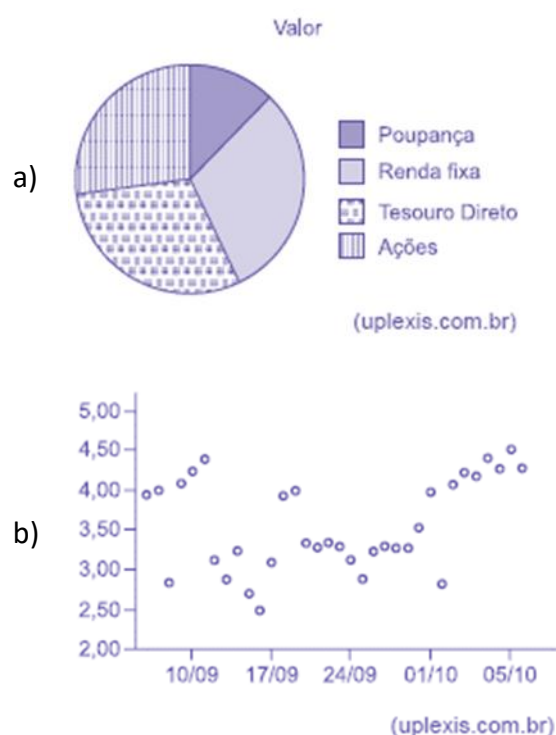 Valor
a)
Poupança
Renda fixa
Tesouro Direto
Ações
(uplexis.com.br)
b)
5,00
4,50
4,00
3,50
3,00
2,50
2,00
10/09 17/09 24/09 01/10 05/10
(uplexis.com.br)